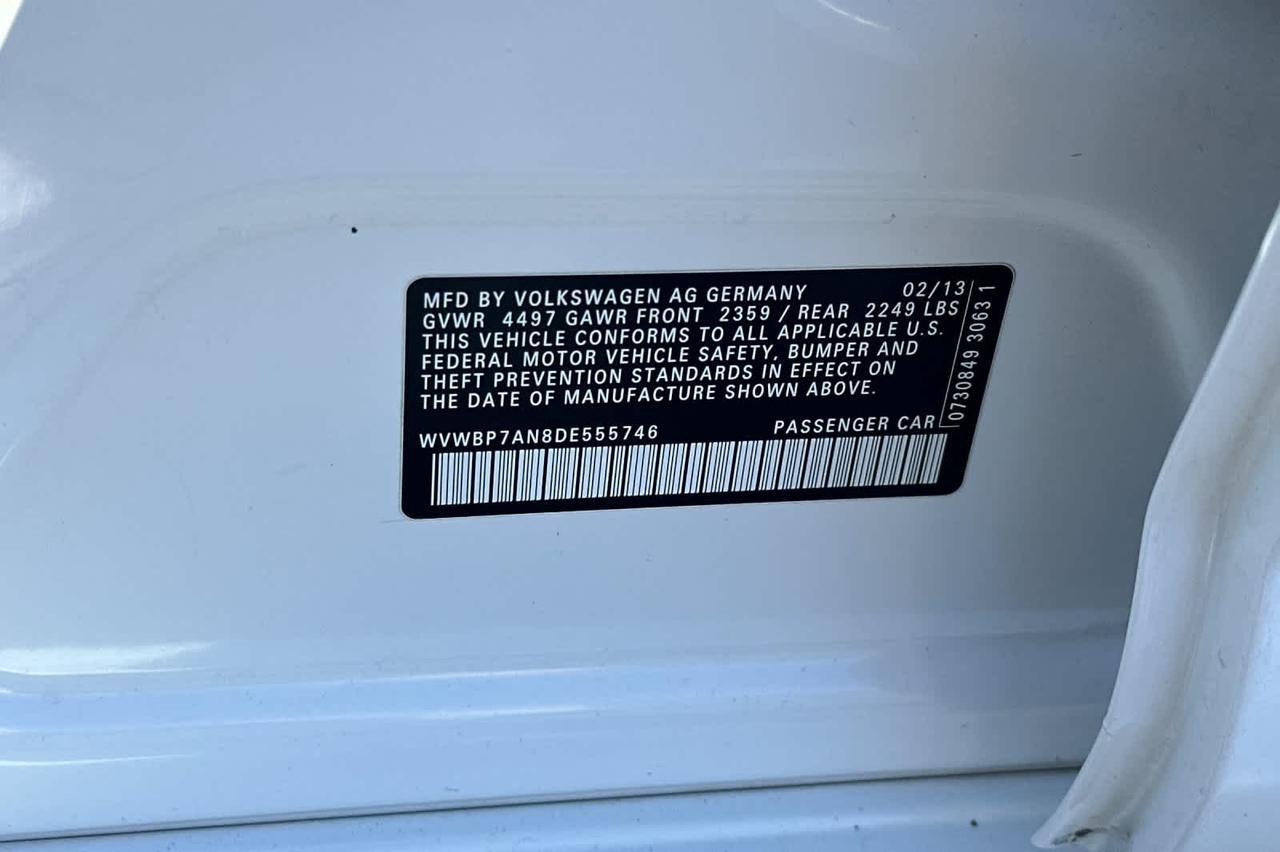 MFD BY VOLKSWAGEN AG GERMANY 02/13
GVWR 4497 GAWR FRONT 2359 / REAR 2249 LBS
THIS VEHICLE CONFORMS TO ALL APPLICABLE U.S.
FEDERAL MOTOR VEHICLE SAFETY, BUMPER AND
THEFT PREVENTION STANDARDS IN EFFECT ON
THE DATE OF MANUFACTURE SHOWN ABOVE.
WVWBP7AN8DE555746 PASSENGER CAR
0730849 3063 1